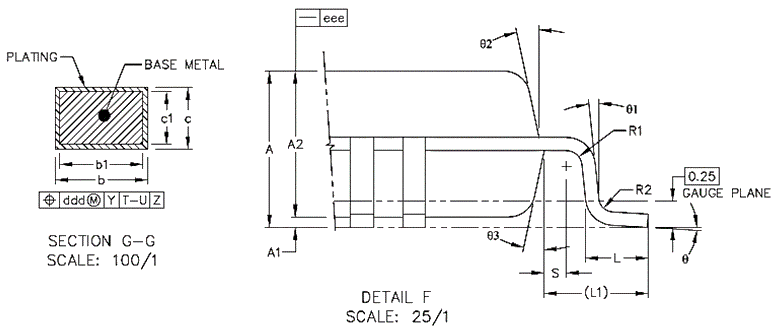 PLATING
BASE METAL
c1
c
b1
b
⌖ ddd Ⓜ Y T-U Z
SECTION G-G
SCALE: 100/1
— eee
θ2
A
A2
A1
θ3
S
L
(L1)
θ1
R1
R2
0.25
GAUGE PLANE
θ
DETAIL F
SCALE: 25/1